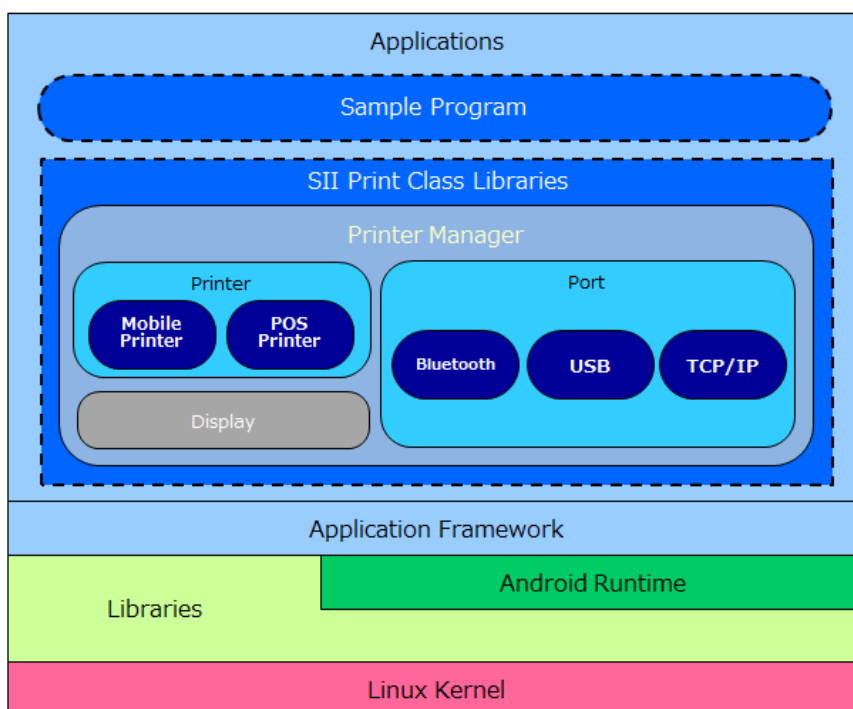 Applications
Sample Program
SII Print Class Libraries
Printer Manager
Printer
Mobile
Printer
POS
Printer
Display
Port
Bluetooth
USB
TCP/IP
Application Framework
Android Runtime
Libraries
Linux Kernel